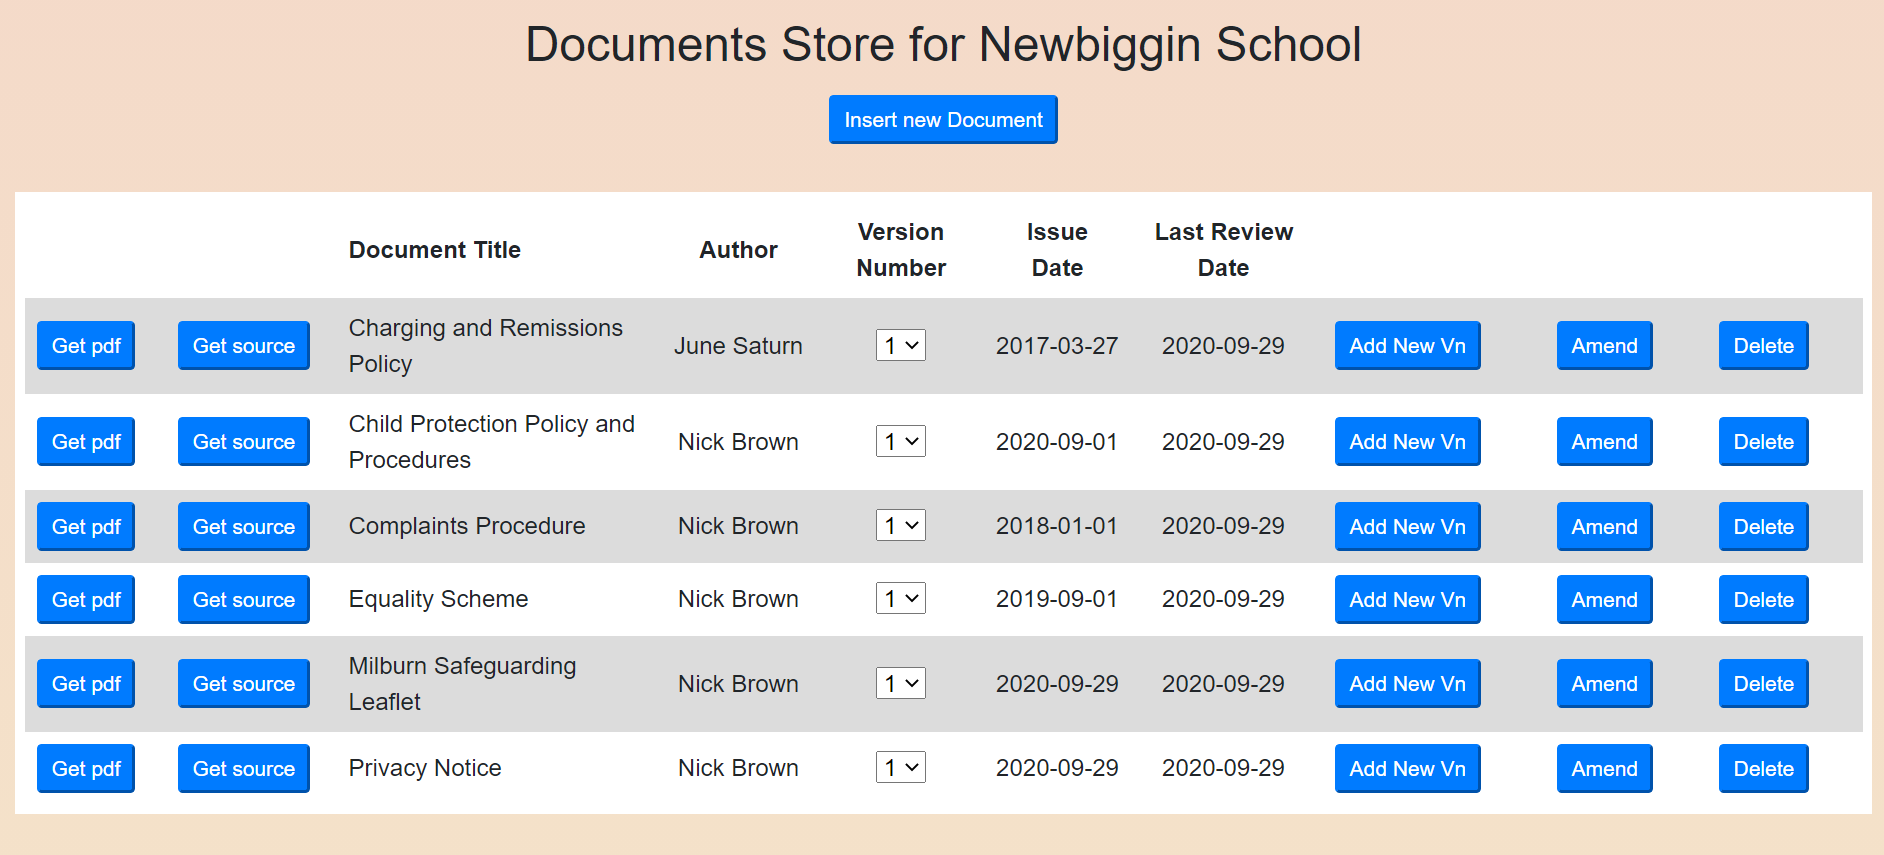 Documents Store for Newbiggin School
Insert new Document
Document Title Author Version Number Issue Date Last Review Date
Get pdf Get source Charging and Remissions Policy June Saturn 1 2017-03-27 2020-09-29 Add New Vn Amend Delete
Get pdf Get source Child Protection Policy and Procedures Nick Brown 1 2020-09-01 2020-09-29 Add New Vn Amend Delete
Get pdf Get source Complaints Procedure Nick Brown 1 2018-01-01 2020-09-29 Add New Vn Amend Delete
Get pdf Get source Equality Scheme Nick Brown 1 2019-09-01 2020-09-29 Add New Vn Amend Delete
Get pdf Get source Milburn Safeguarding Leaflet Nick Brown 1 2020-09-29 2020-09-29 Add New Vn Amend Delete
Get pdf Get source Privacy Notice Nick Brown 1 2020-09-29 2020-09-29 Add New Vn Amend Delete